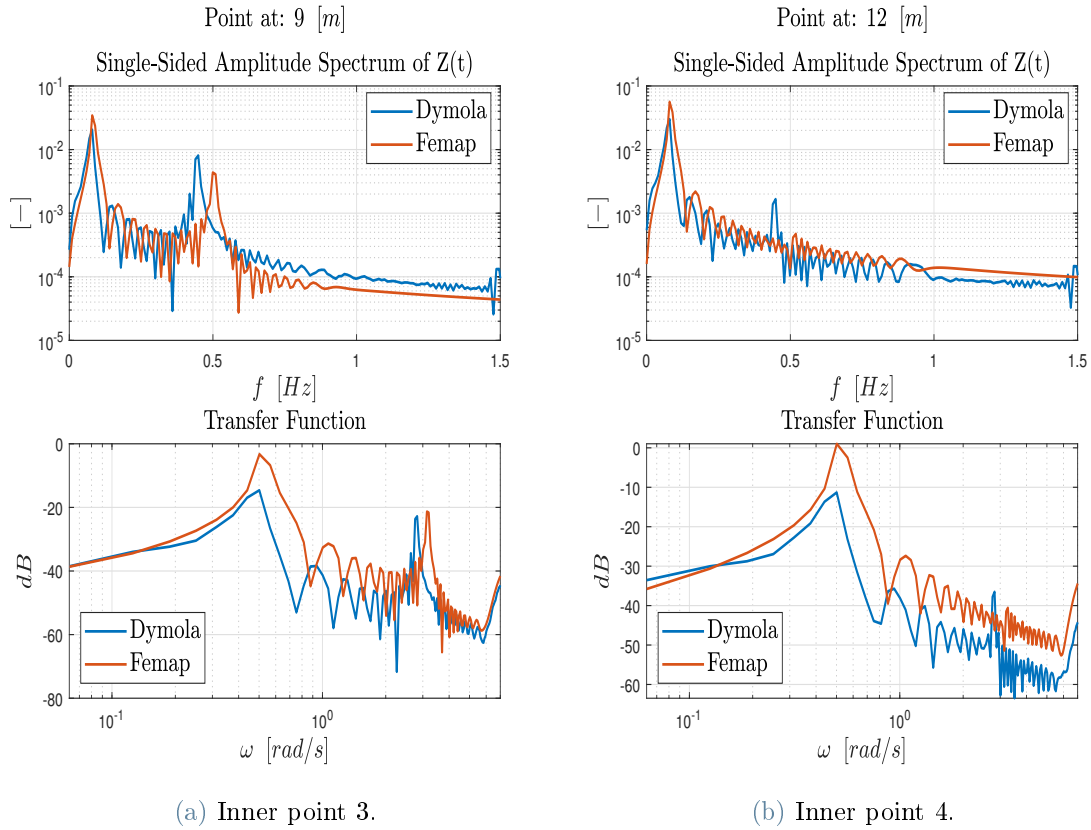 Point at: 9 [m]
Single-Sided Amplitude Spectrum of Z(t)
10^-1
10^-2
10^-3
10^-4
10^-5
[−]
Dymola
Femap
0 0.5 1 1.5
f [Hz]
Transfer Function
0
-20
-40
-60
-80
dB
Dymola
Femap
10^-1 10^0
ω [rad/s]
(a) Inner point 3.
Point at: 12 [m]
Single-Sided Amplitude Spectrum of Z(t)
10^-1
10^-2
10^-3
10^-4
10^-5
[−]
Dymola
Femap
0 0.5 1 1.5
f [Hz]
Transfer Function
0
-10
-20
-30
-40
-50
-60
dB
Dymola
Femap
10^-1 10^0
ω [rad/s]
(b) Inner point 4.